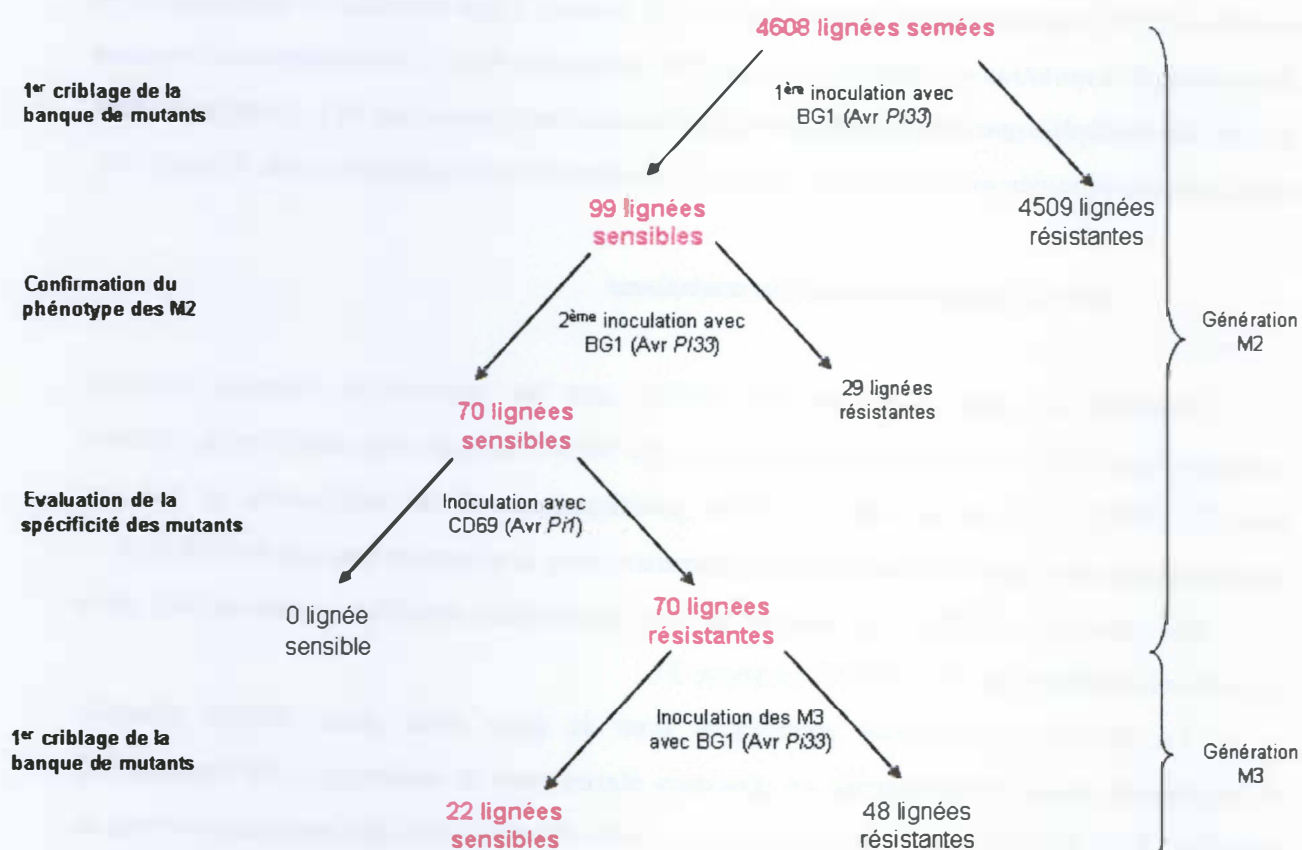 4608 lignées semées
1er criblage de la
banque de mutants
1ère inoculation avec
BG1 (Avr Pi33)
99 lignées
sensibles
4509 lignées
résistantes
Confirmation du
phénotype des M2
2ème inoculation avec
BG1 (Avr Pi33)
Génération
M2
29 lignées
résistantes
70 lignées
sensibles
Evaluation de la
spécificité des mutants
Inoculation avec
CD69 (Avr Pi1)
0 lignée
sensible
70 lignées
résistantes
1er criblage de la
banque de mutants
Inoculation des M3
avec BG1 (Avr Pi33)
Génération
M3
22 lignées
sensibles
48 lignées
résistantes